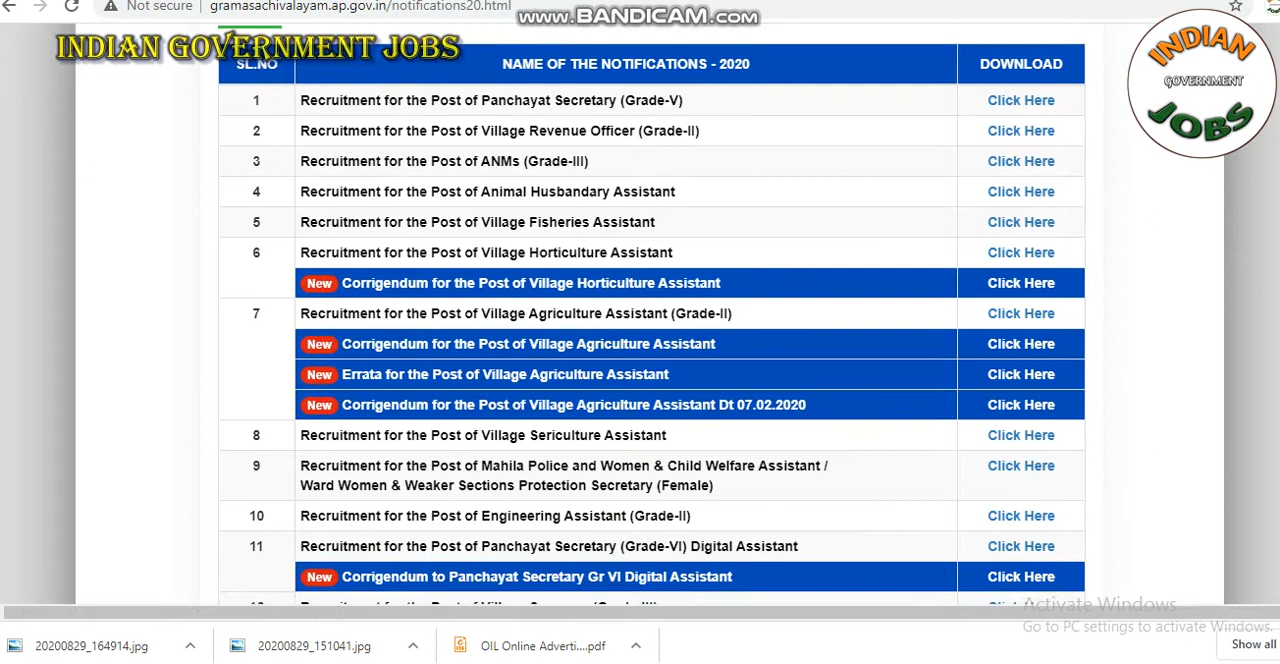 Not secure gramasachivalayam.ap.gov.in/notifications20.html
www.BANDICAM.com
INDIAN GOVERNMENT JOBS
INDIAN
GOVERNMENT
JOBS
SL.NO NAME OF THE NOTIFICATIONS - 2020 DOWNLOAD
1 Recruitment for the Post of Panchayat Secretary (Grade-V) Click Here
2 Recruitment for the Post of Village Revenue Officer (Grade-II) Click Here
3 Recruitment for the Post of ANMs (Grade-III) Click Here
4 Recruitment for the Post of Animal Husbandary Assistant Click Here
5 Recruitment for the Post of Village Fisheries Assistant Click Here
6 Recruitment for the Post of Village Horticulture Assistant Click Here
New Corrigendum for the Post of Village Horticulture Assistant Click Here
7 Recruitment for the Post of Village Agriculture Assistant (Grade-II) Click Here
New Corrigendum for the Post of Village Agriculture Assistant Click Here
New Errata for the Post of Village Agriculture Assistant Click Here
New Corrigendum for the Post of Village Agriculture Assistant Dt 07.02.2020 Click Here
8 Recruitment for the Post of Village Sericulture Assistant Click Here
9 Recruitment for the Post of Mahila Police and Women & Child Welfare Assistant / Click Here
Ward Women & Weaker Sections Protection Secretary (Female)
10 Recruitment for the Post of Engineering Assistant (Grade-II) Click Here
11 Recruitment for the Post of Panchayat Secretary (Grade-VI) Digital Assistant Click Here
New Corrigendum to Panchayat Secretary Gr VI Digital Assistant Click Here
Activate Windows
Go to PC settings to activate Windows.
20200829_164914.jpg 20200829_151041.jpg OIL Online Adverti....pdf Show all